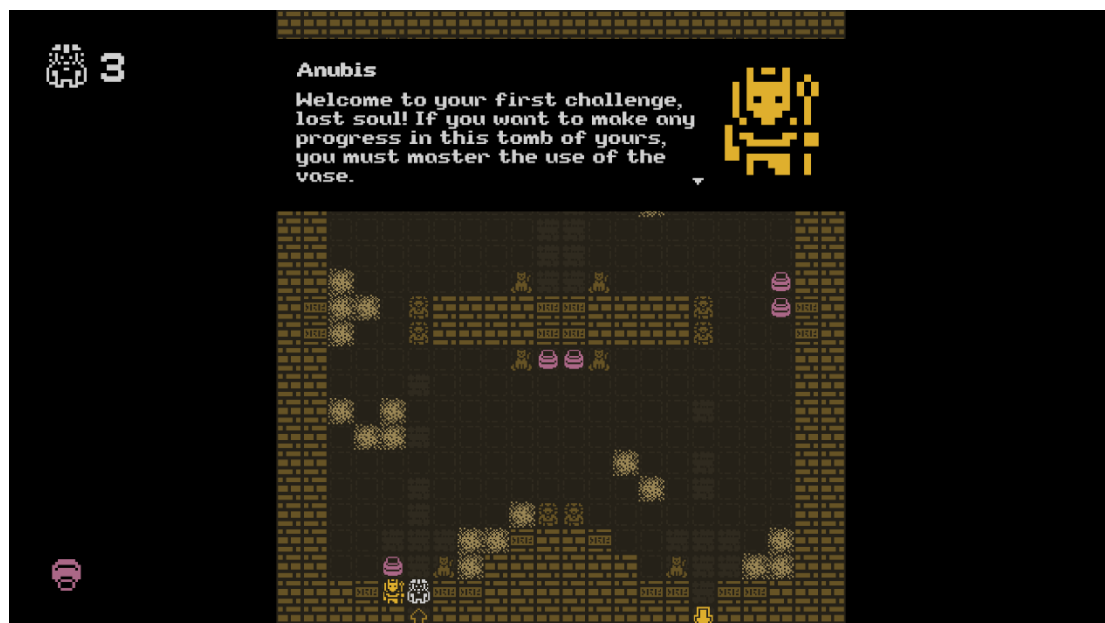 3
Anubis
Welcome to your first challenge,
lost soul! If you want to make any
progress in this tomb of yours,
you must master the use of the
vase.